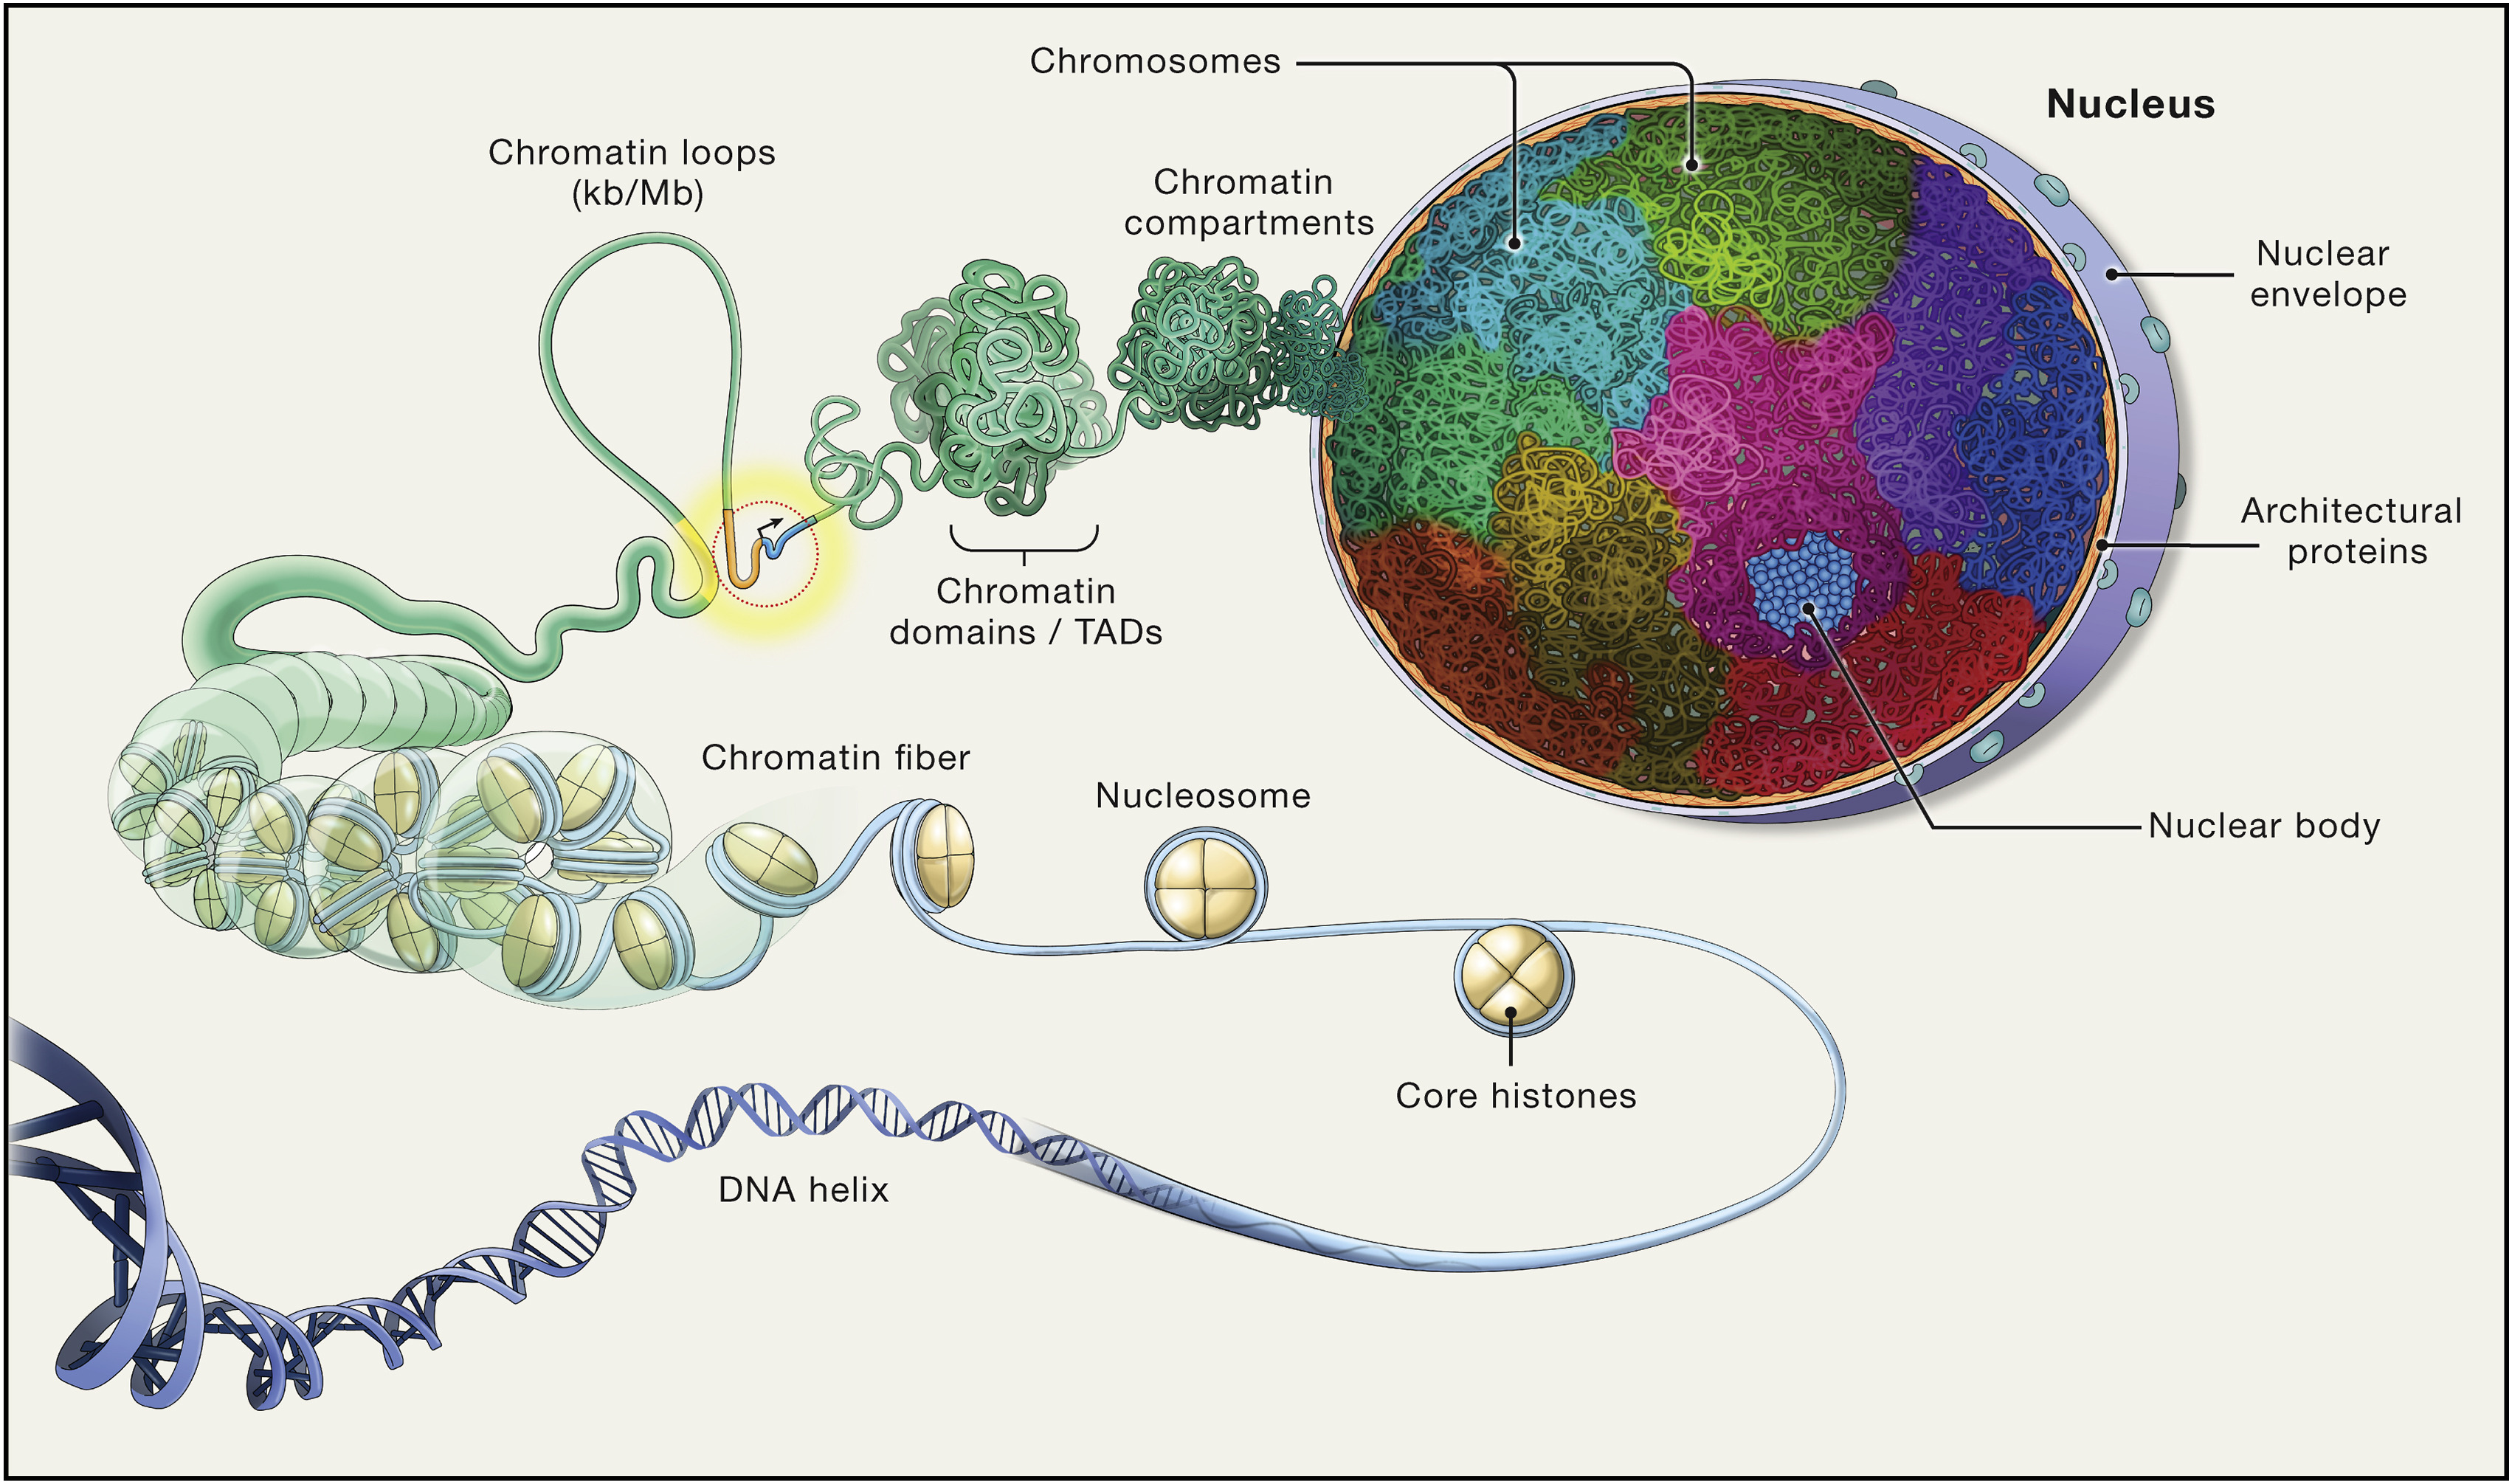 Chromosomes
Nucleus
Chromatin loops
(kb/Mb)
Chromatin
compartments
Nuclear
envelope
Architectural
proteins
Chromatin
domains / TADs
Chromatin fiber
Nucleosome
Nuclear body
Core histones
DNA helix